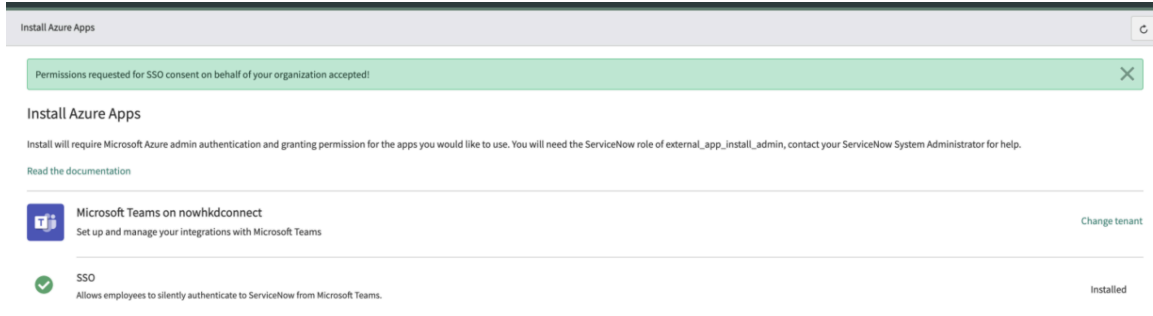 Install Azure Apps
Permissions requested for SSO consent on behalf of your organization accepted!
Install Azure Apps
Install will require Microsoft Azure admin authentication and granting permission for the apps you would like to use. You will need the ServiceNow role of external_app_install_admin, contact your ServiceNow System Administrator for help.
Read the documentation
Microsoft Teams on nowhkdconnect
Change tenant
Set up and manage your integrations with Microsoft Teams
SSO
Installed
Allows employees to silently authenticate to ServiceNow from Microsoft Teams.